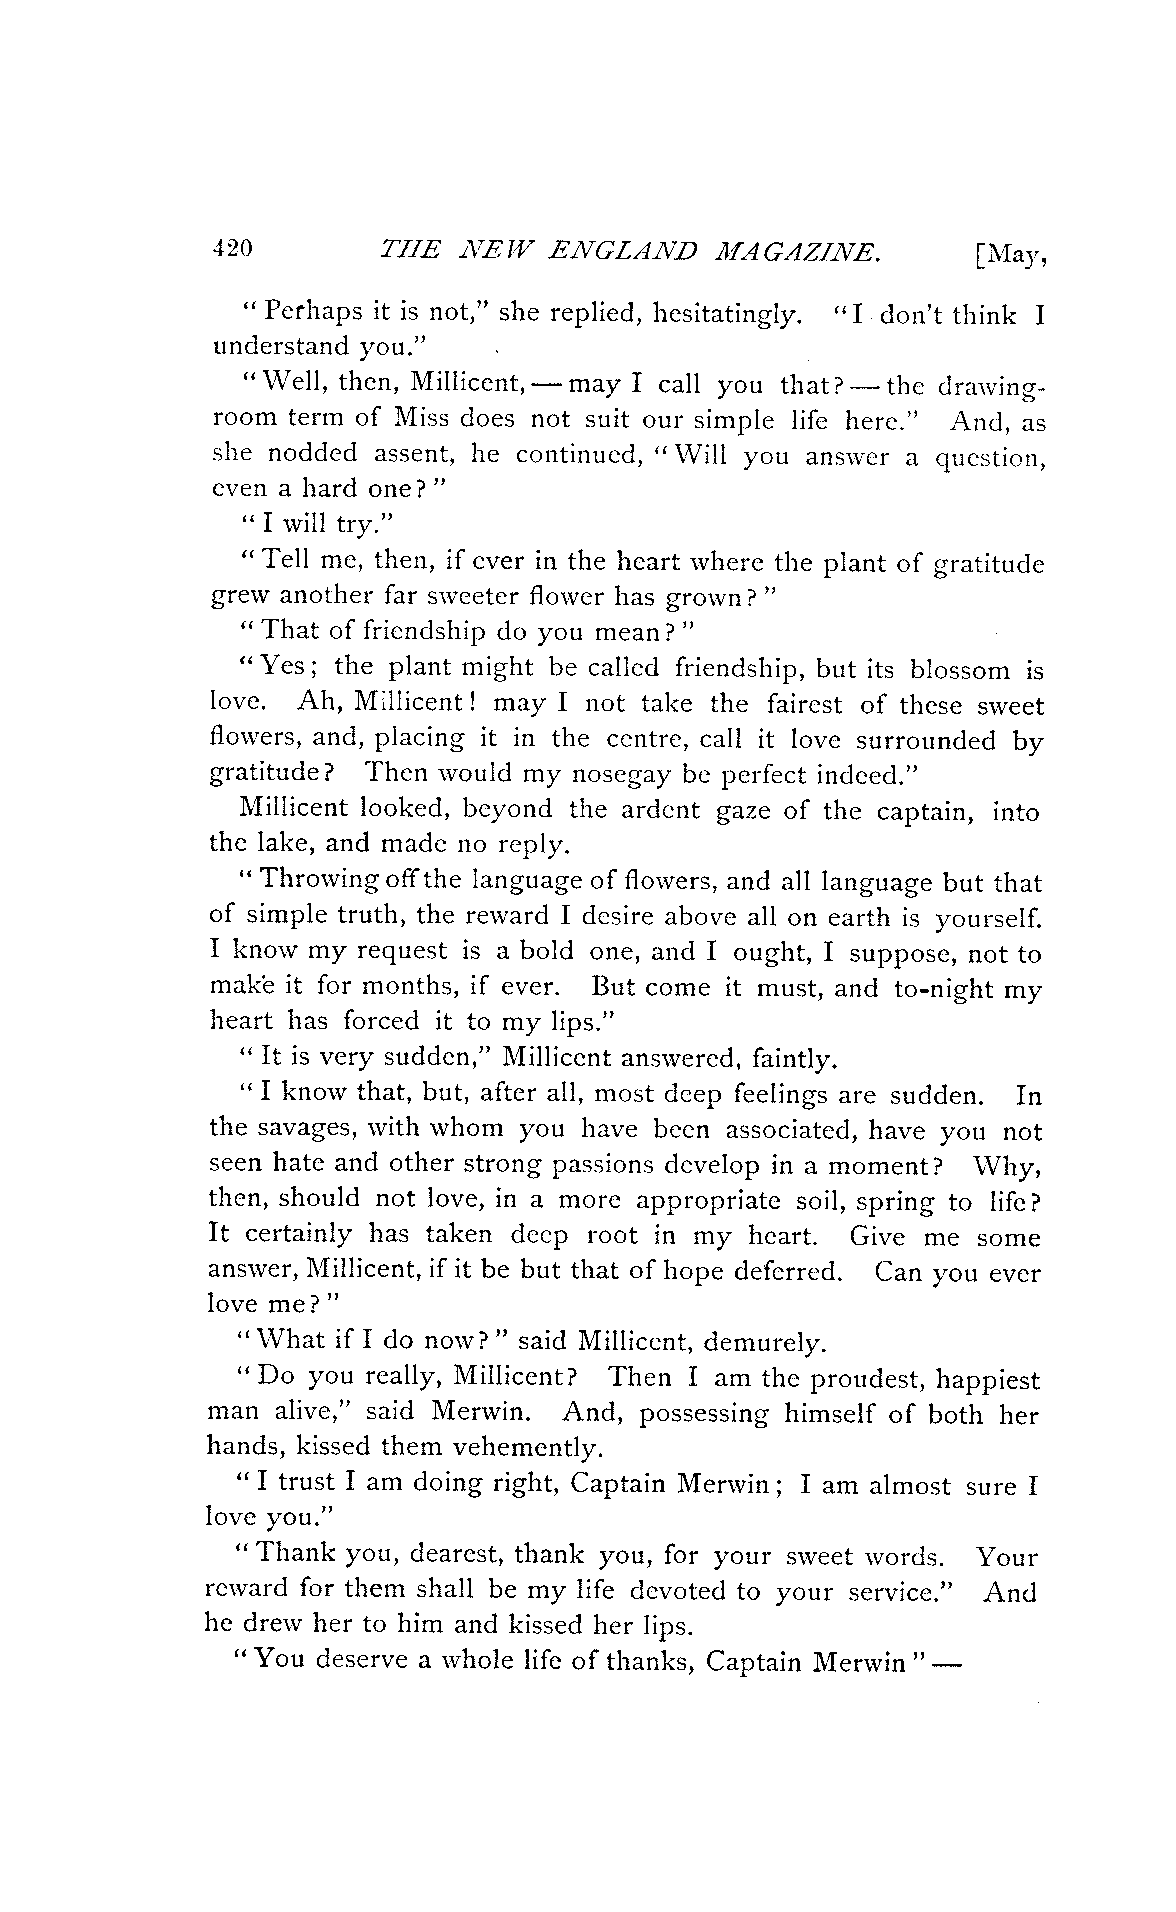 420 THE NEW ENGLAND MAGAZINE. [May,
" Perhaps it is not," she replied, hesitatingly. "I don't think I
understand you."
" Well, then, Millicent, — may I call you that? — the drawing-
room term of Miss does not suit our simple life here." And, as
she nodded assent, he continued, " Will you answer a question,
even a hard one? "
" I will try."
" Tell me, then, if ever in the heart where the plant of gratitude
grew another far sweeter flower has grown? "
" That of friendship do you mean? "
" Yes; the plant might be called friendship, but its blossom is
love. Ah, Millicent! may I not take the fairest of these sweet
flowers, and, placing it in the centre, call it love surrounded by
gratitude? Then would my nosegay be perfect indeed."
Millicent looked, beyond the ardent gaze of the captain, into
the lake, and made no reply.
" Throwing off the language of flowers, and all language but that
of simple truth, the reward I desire above all on earth is yourself.
I know my request is a bold one, and I ought, I suppose, not to
make it for months, if ever. But come it must, and to-night my
heart has forced it to my lips."
" It is very sudden," Millicent answered, faintly.
" I know that, but, after all, most deep feelings are sudden. In
the savages, with whom you have been associated, have you not
seen hate and other strong passions develop in a moment? Why,
then, should not love, in a more appropriate soil, spring to life?
It certainly has taken deep root in my heart. Give me some
answer, Millicent, if it be but that of hope deferred. Can you ever
love me? "
" What if I do now? " said Millicent, demurely.
" Do you really, Millicent? Then I am the proudest, happiest
man alive," said Merwin. And, possessing himself of both her
hands, kissed them vehemently.
" I trust I am doing right, Captain Merwin; I am almost sure I
love you."
" Thank you, dearest, thank you, for your sweet words. Your
reward for them shall be my life devoted to your service." And
he drew her to him and kissed her lips.
" You deserve a whole life of thanks, Captain Merwin " —